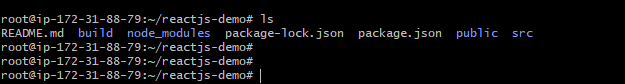 root@ip-172-31-88-79:~/reactjs-demo# ls
README.md build node_modules package-lock.json package.json public src
root@ip-172-31-88-79:~/reactjs-demo#
root@ip-172-31-88-79:~/reactjs-demo#
root@ip-172-31-88-79:~/reactjs-demo#